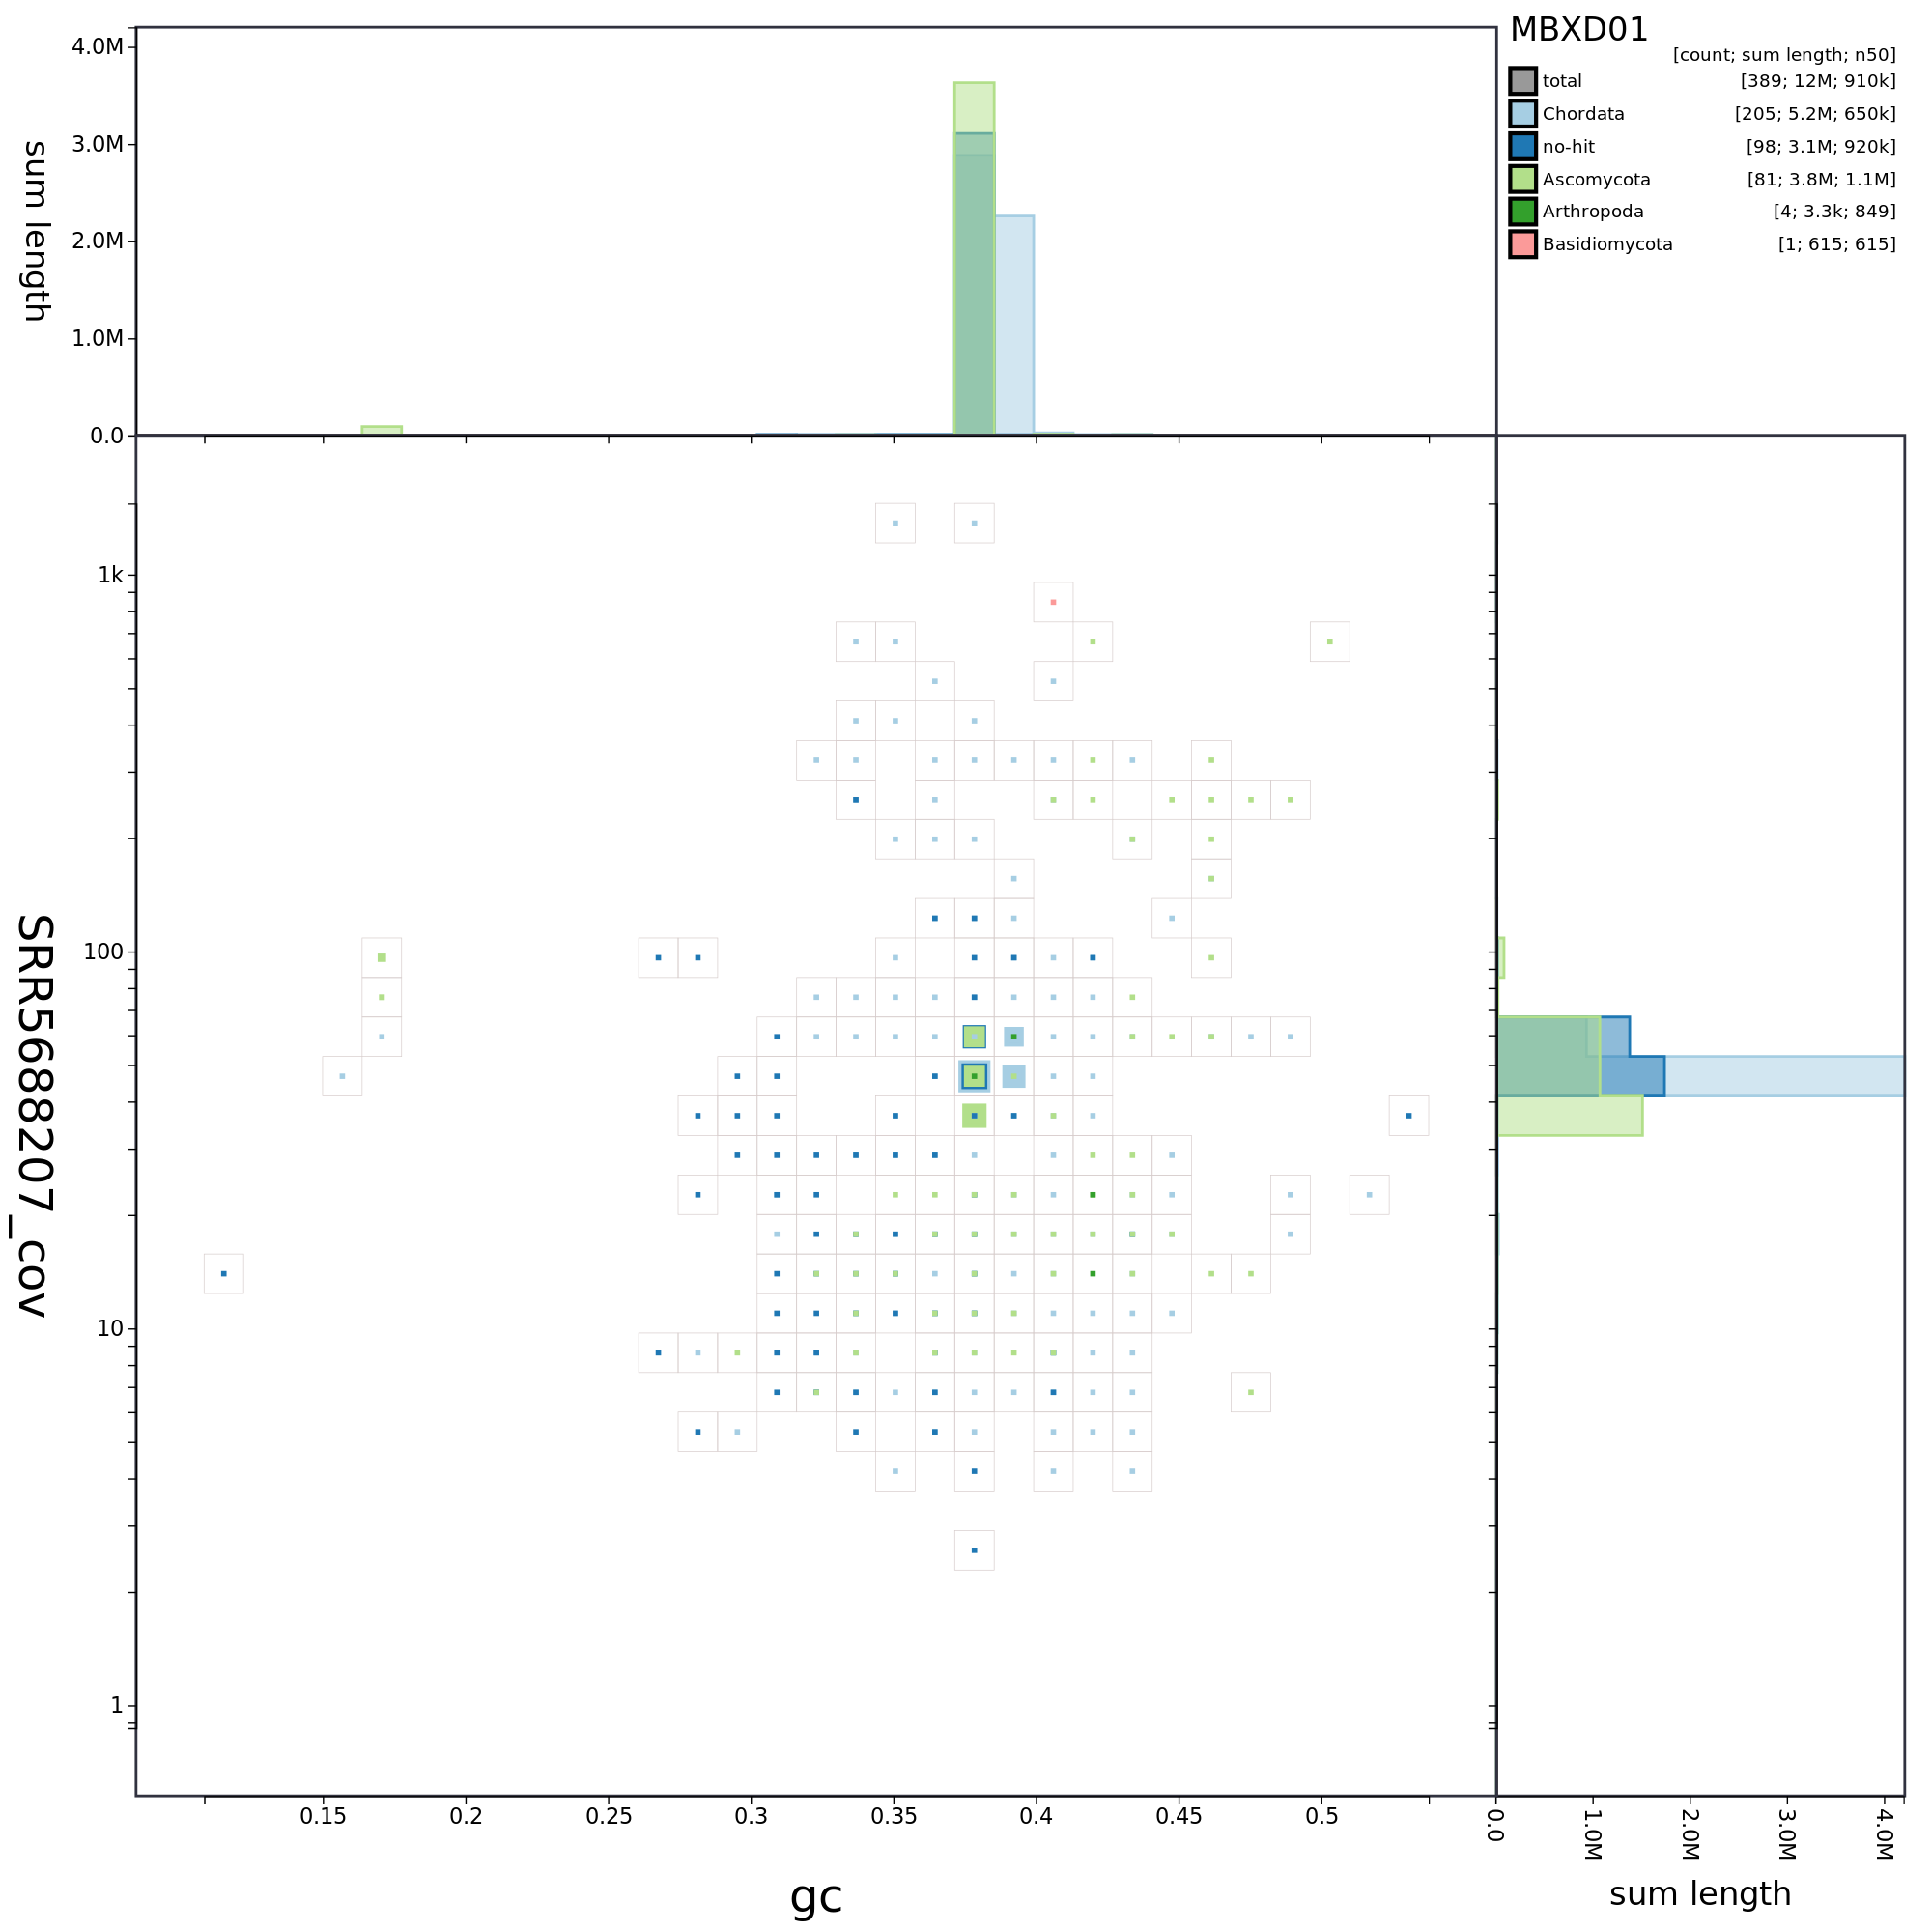 MBXD01
[count; sum length; n50]
total [389; 12M; 910k]
Chordata [205; 5.2M; 650k]
no-hit [98; 3.1M; 920k]
Ascomycota [81; 3.8M; 1.1M]
Arthropoda [4; 3.3k; 849]
Basidiomycota [1; 615; 615]
sum length
4.0M
3.0M
2.0M
1.0M
0.0
SRR5688207_cov
1k
100
10
1
0.15 0.2 0.25 0.3 0.35 0.4 0.45 0.5
gc
0.0 1.0M 2.0M 3.0M 4.0M
sum length